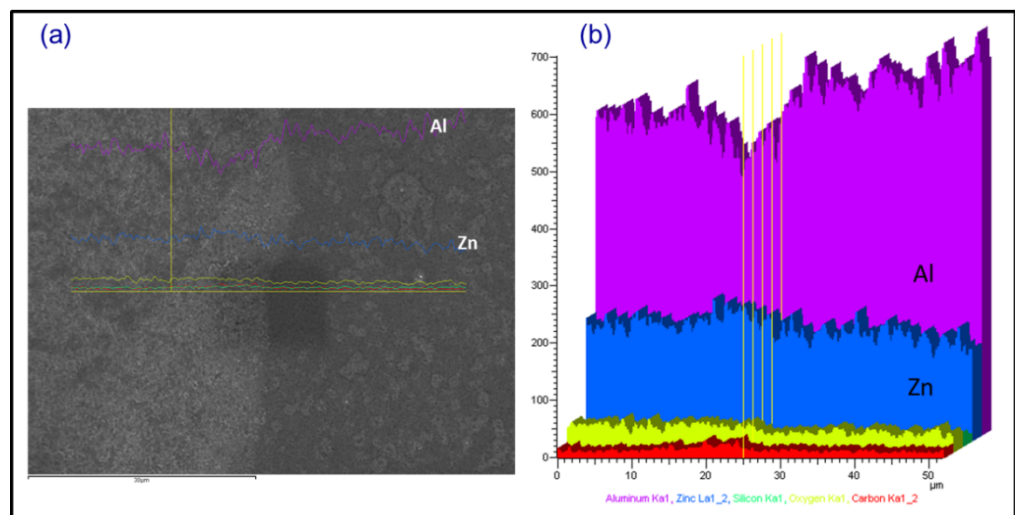 (a)
(b)
Al
Zn
700
600
500
400
300
200
100
0
Al
Zn
0 10 20 30 40 50
µm
Aluminum Ka1, Zinc La1_2, Silicon Ka1, Oxygen Ka1, Carbon Ka1_2